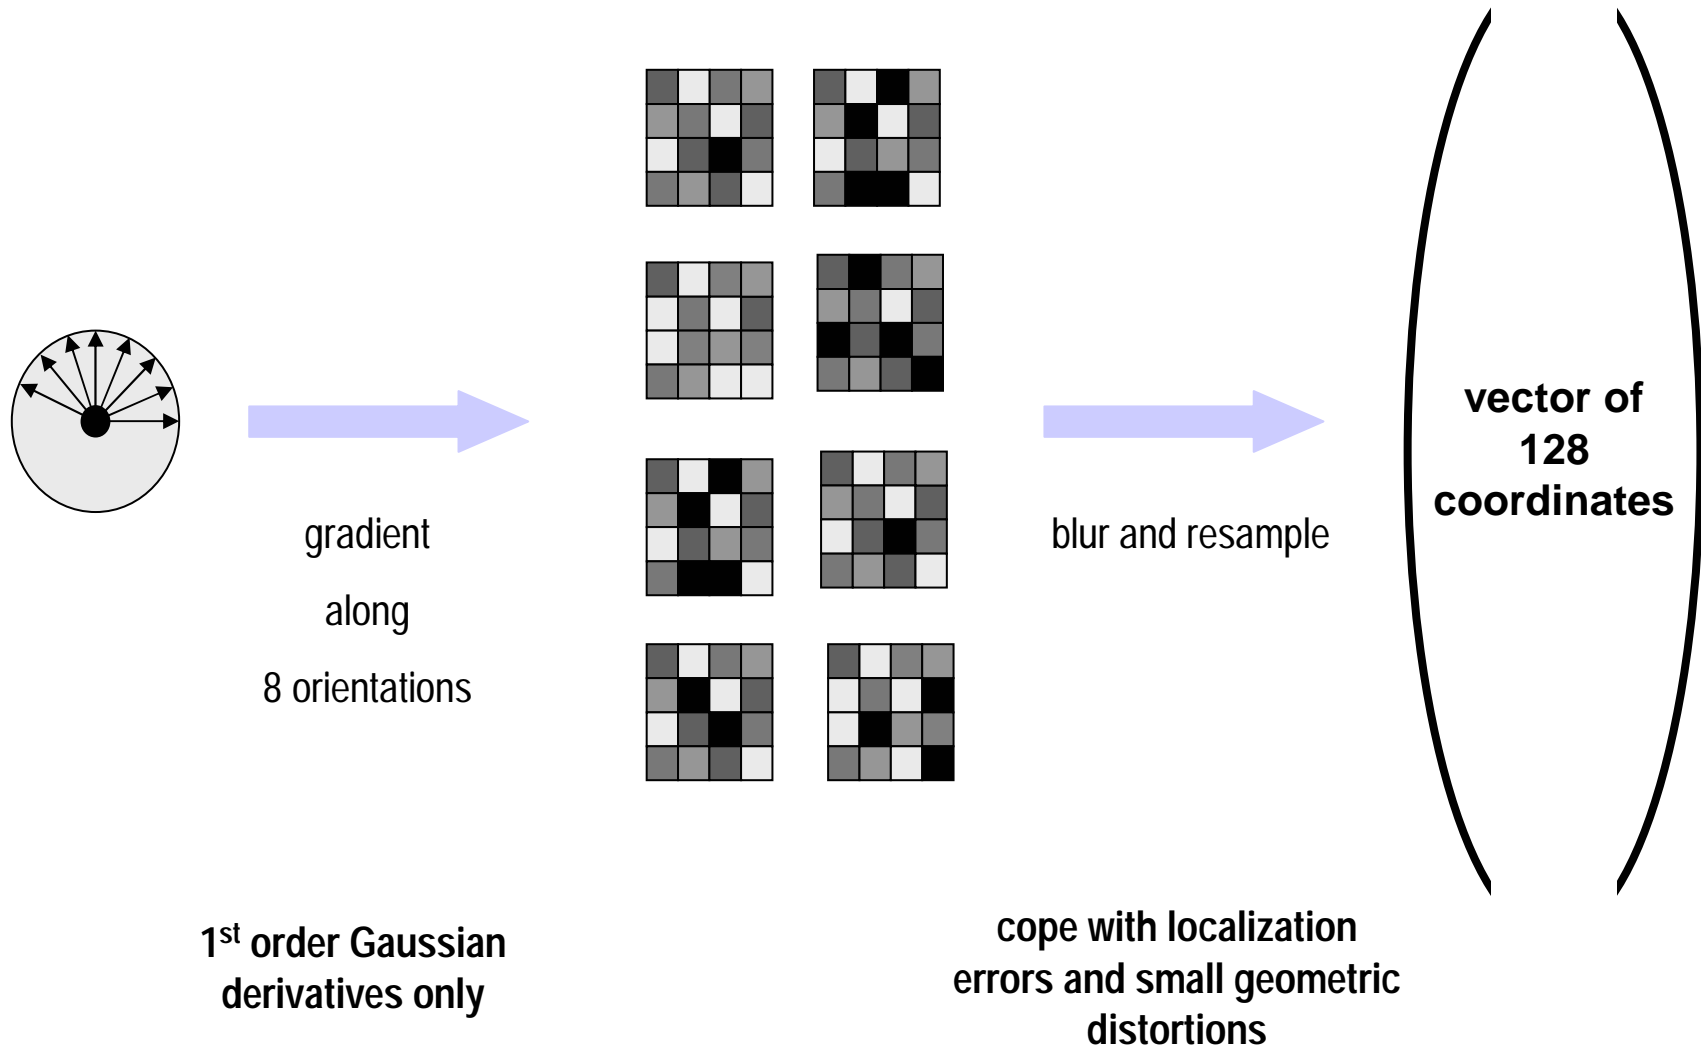 gradient
along
8 orientations
1st order Gaussian
derivatives only
blur and resample
cope with localization
errors and small geometric
distortions
vector of
128
coordinates